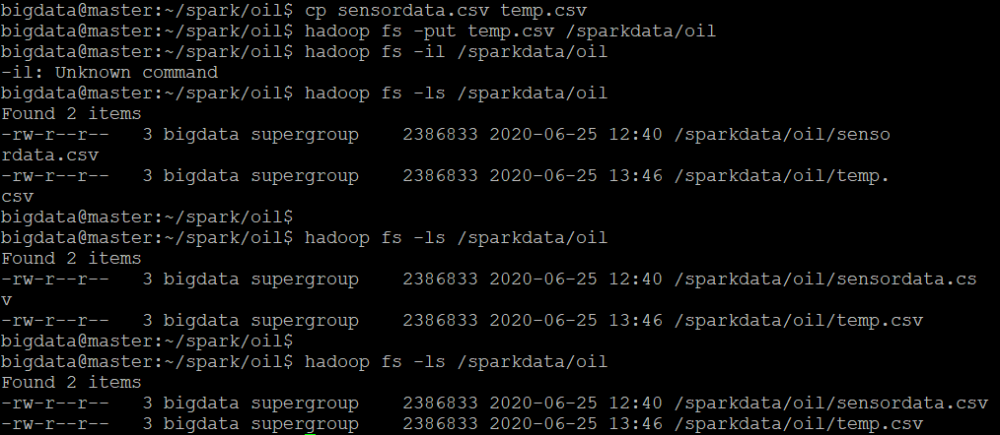 bigdata@master:~/spark/oil$ cp sensordata.csv temp.csv
bigdata@master:~/spark/oil$ hadoop fs -put temp.csv /sparkdata/oil
bigdata@master:~/spark/oil$ hadoop fs -il /sparkdata/oil
-il: Unknown command
bigdata@master:~/spark/oil$ hadoop fs -ls /sparkdata/oil
Found 2 items
-rw-r--r--   3 bigdata supergroup    2386833 2020-06-25 12:40 /sparkdata/oil/senso
rdata.csv
-rw-r--r--   3 bigdata supergroup    2386833 2020-06-25 13:46 /sparkdata/oil/temp.
csv
bigdata@master:~/spark/oil$
bigdata@master:~/spark/oil$ hadoop fs -ls /sparkdata/oil
Found 2 items
-rw-r--r--   3 bigdata supergroup    2386833 2020-06-25 12:40 /sparkdata/oil/sensordata.cs
v
-rw-r--r--   3 bigdata supergroup    2386833 2020-06-25 13:46 /sparkdata/oil/temp.csv
bigdata@master:~/spark/oil$
bigdata@master:~/spark/oil$ hadoop fs -ls /sparkdata/oil
Found 2 items
-rw-r--r--   3 bigdata supergroup    2386833 2020-06-25 12:40 /sparkdata/oil/sensordata.csv
-rw-r--r--   3 bigdata supergroup    2386833 2020-06-25 13:46 /sparkdata/oil/temp.csv